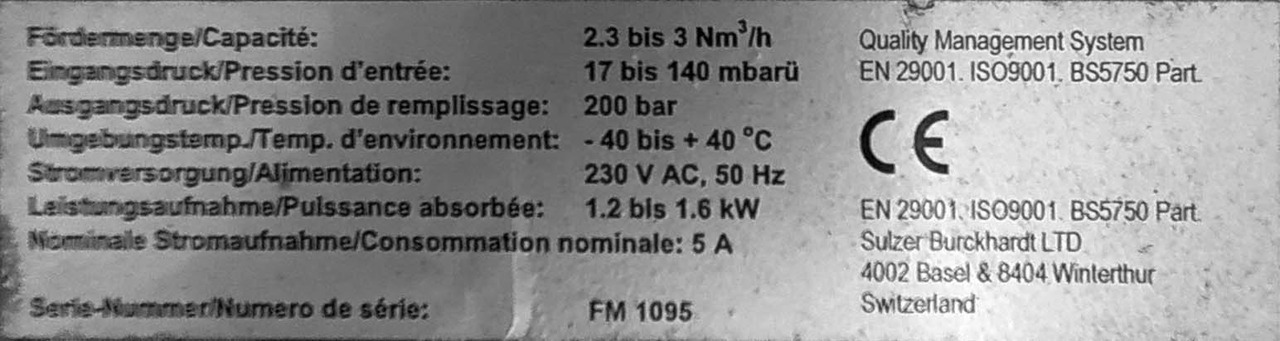 Fördermenge/Capacité: 2.3 bis 3 Nm³/h
Eingangsdruck/Pression d'entrée: 17 bis 140 mbarü
Ausgangsdruck/Pression de remplissage: 200 bar
Umgebungstemp./Temp. d'environnement: - 40 bis + 40 °C
Stromversorgung/Alimentation: 230 V AC, 50 Hz
Leistungsaufnahme/Puissance absorbée: 1.2 bis 1.6 kW
Nominale Stromaufnahme/Consommation nominale: 5 A
Serie-Nummer/Numero de série: FM 1095
Quality Management System
EN 29001. ISO9001. BS5750 Part.
CE
EN 29001. ISO9001. BS5750 Part.
Sulzer Burckhardt LTD
4002 Basel & 8404 Winterthur
Switzerland